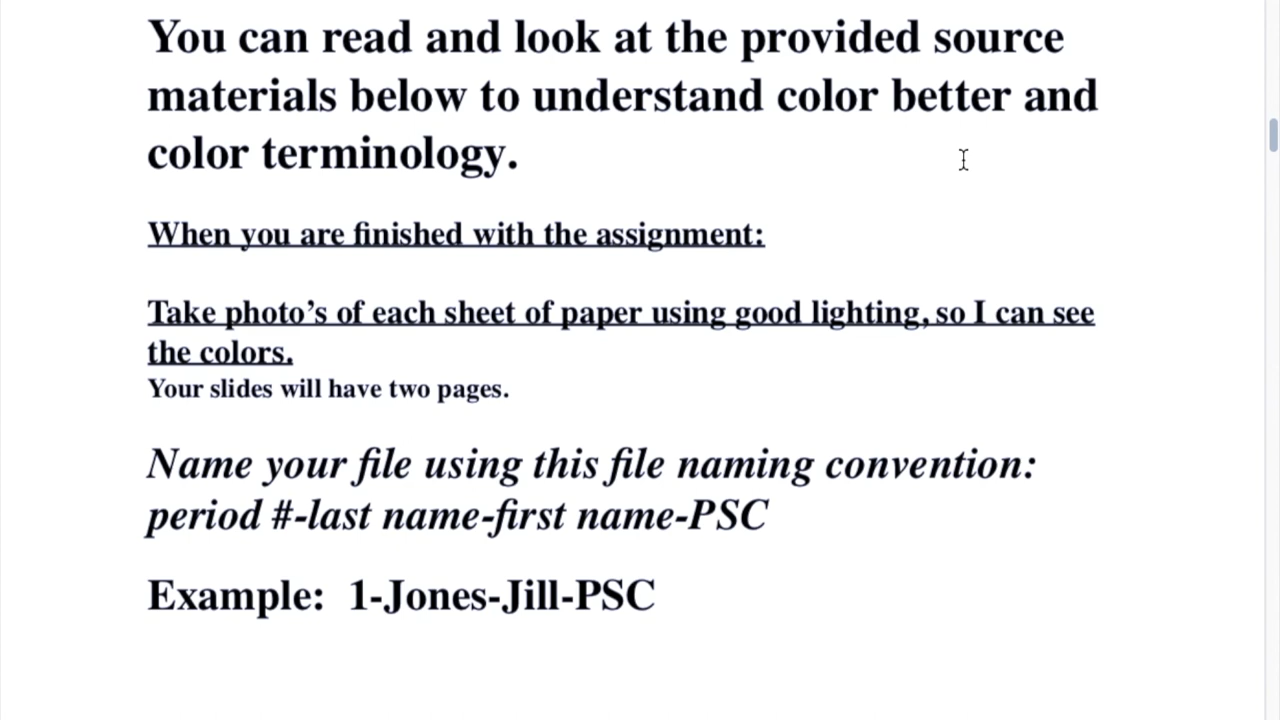 You can read and look at the provided source
materials below to understand color better and
color terminology.
When you are finished with the assignment:
Take photo’s of each sheet of paper using good lighting, so I can see
the colors.
Your slides will have two pages.
Name your file using this file naming convention:
period #-last name-first name-PSC
Example:  1-Jones-Jill-PSC